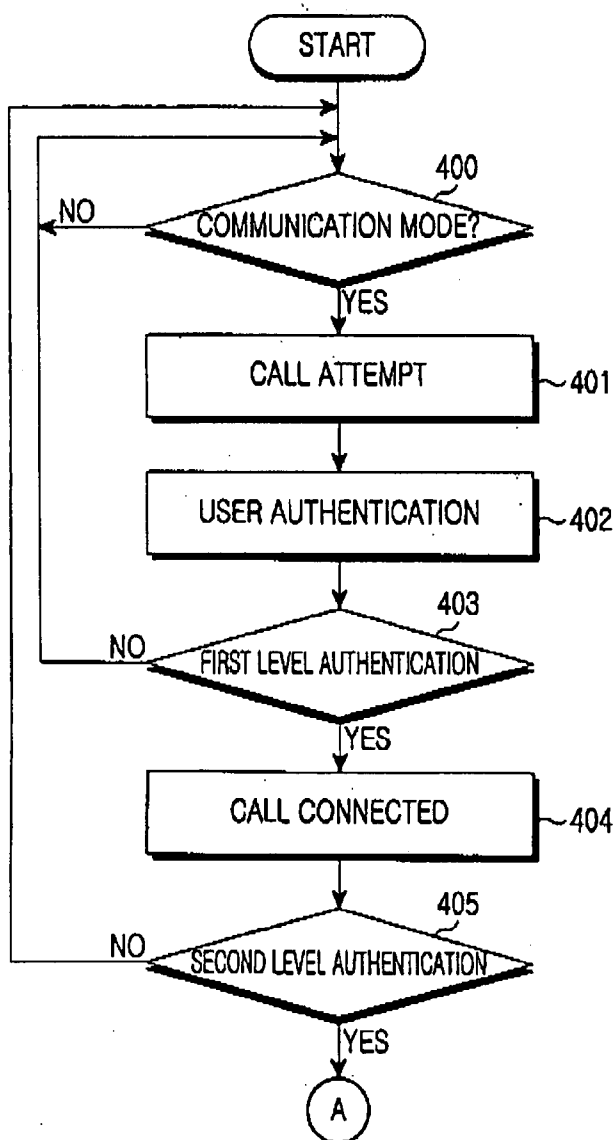 START
400
COMMUNICATION MODE?
NO
YES
CALL ATTEMPT
401
USER AUTHENTICATION
402
403
NO
FIRST LEVEL AUTHENTICATION
YES
CALL CONNECTED
404
405
NO
SECOND LEVEL AUTHENTICATION
YES
A